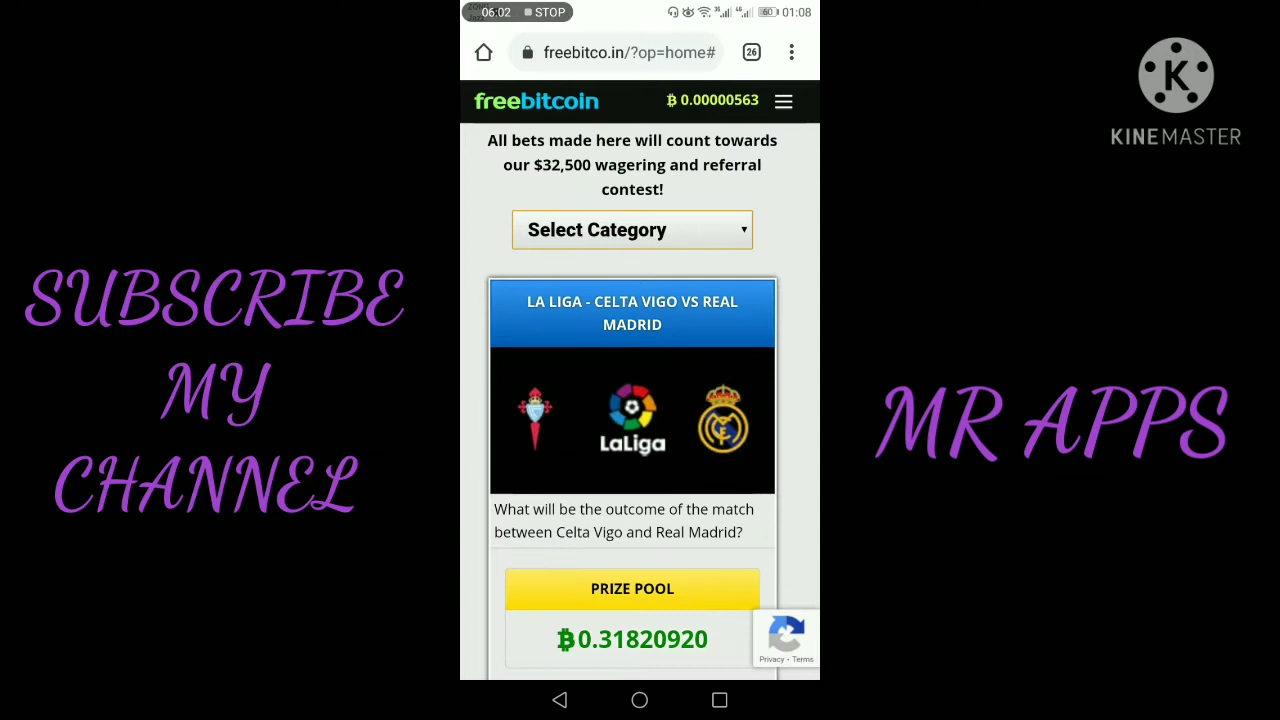 06:02 STOP
60
01:08
freebitco.in/?op=home#
26
freebitcoin
0.00000563
All bets made here will count towards
our $32,500 wagering and referral
contest!
Select Category
LA LIGA - CELTA VIGO VS REAL
MADRID
LaLiga
What will be the outcome of the match
between Celta Vigo and Real Madrid?
PRIZE POOL
₿0.31820920
Privacy - Terms
SUBSCRIBE
MY
CHANNEL
MR APPS
K
KINEMASTER